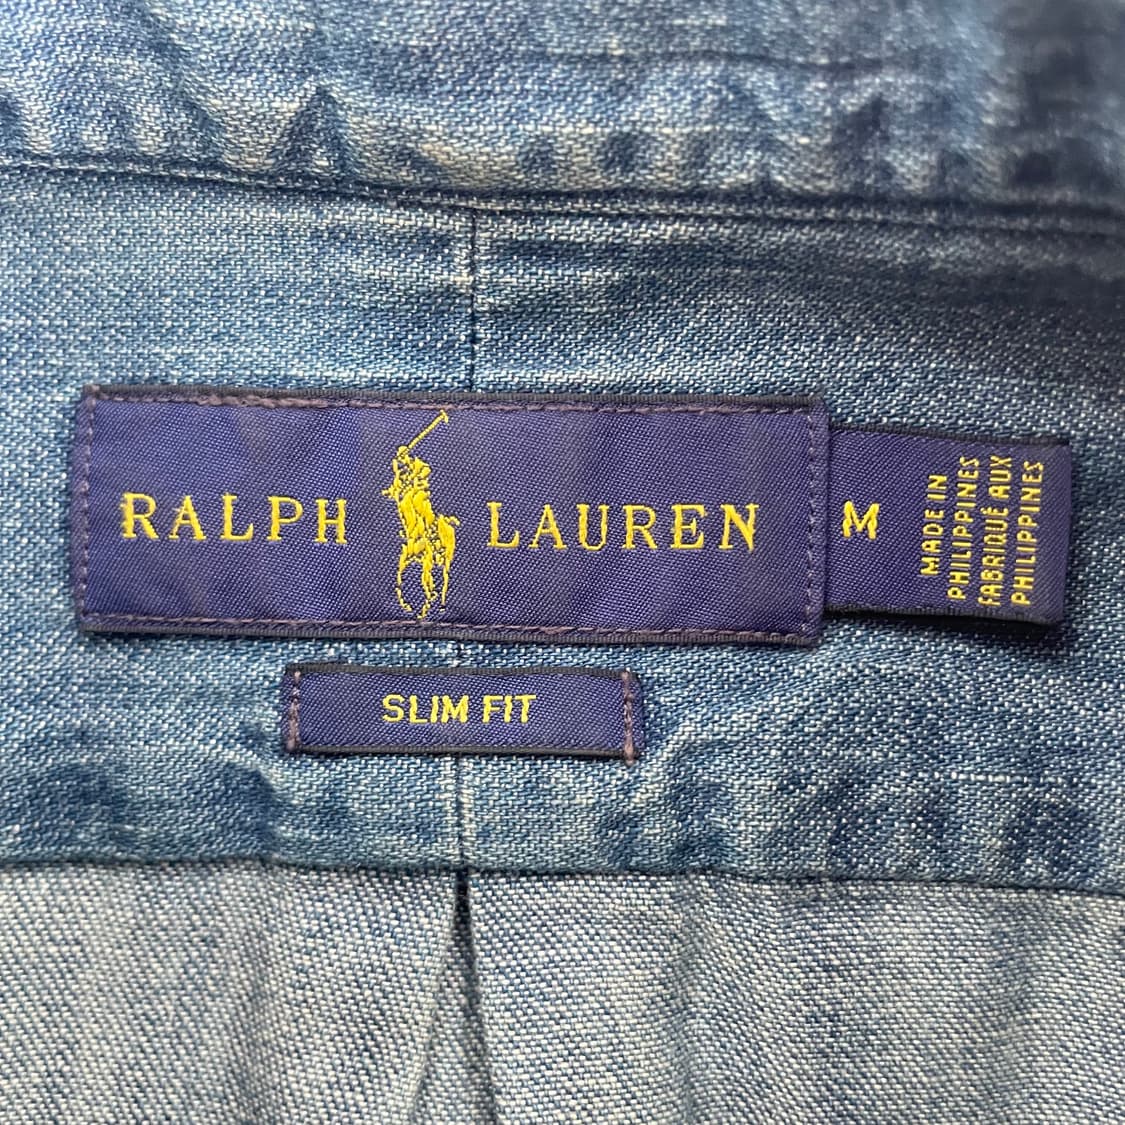 RALPH LAUREN
M
MADE IN
PHILIPPINES
FABRIQUÉ AUX
PHILIPPINES
SLIM FIT